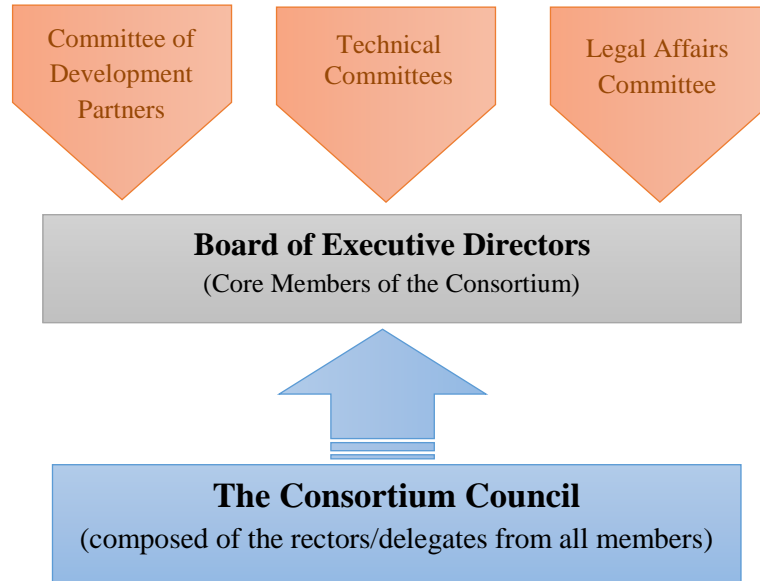 Committee of
Development
Partners
Technical
Committees
Legal Affairs
Committee
Board of Executive Directors
(Core Members of the Consortium)
The Consortium Council
(composed of the rectors/delegates from all members)